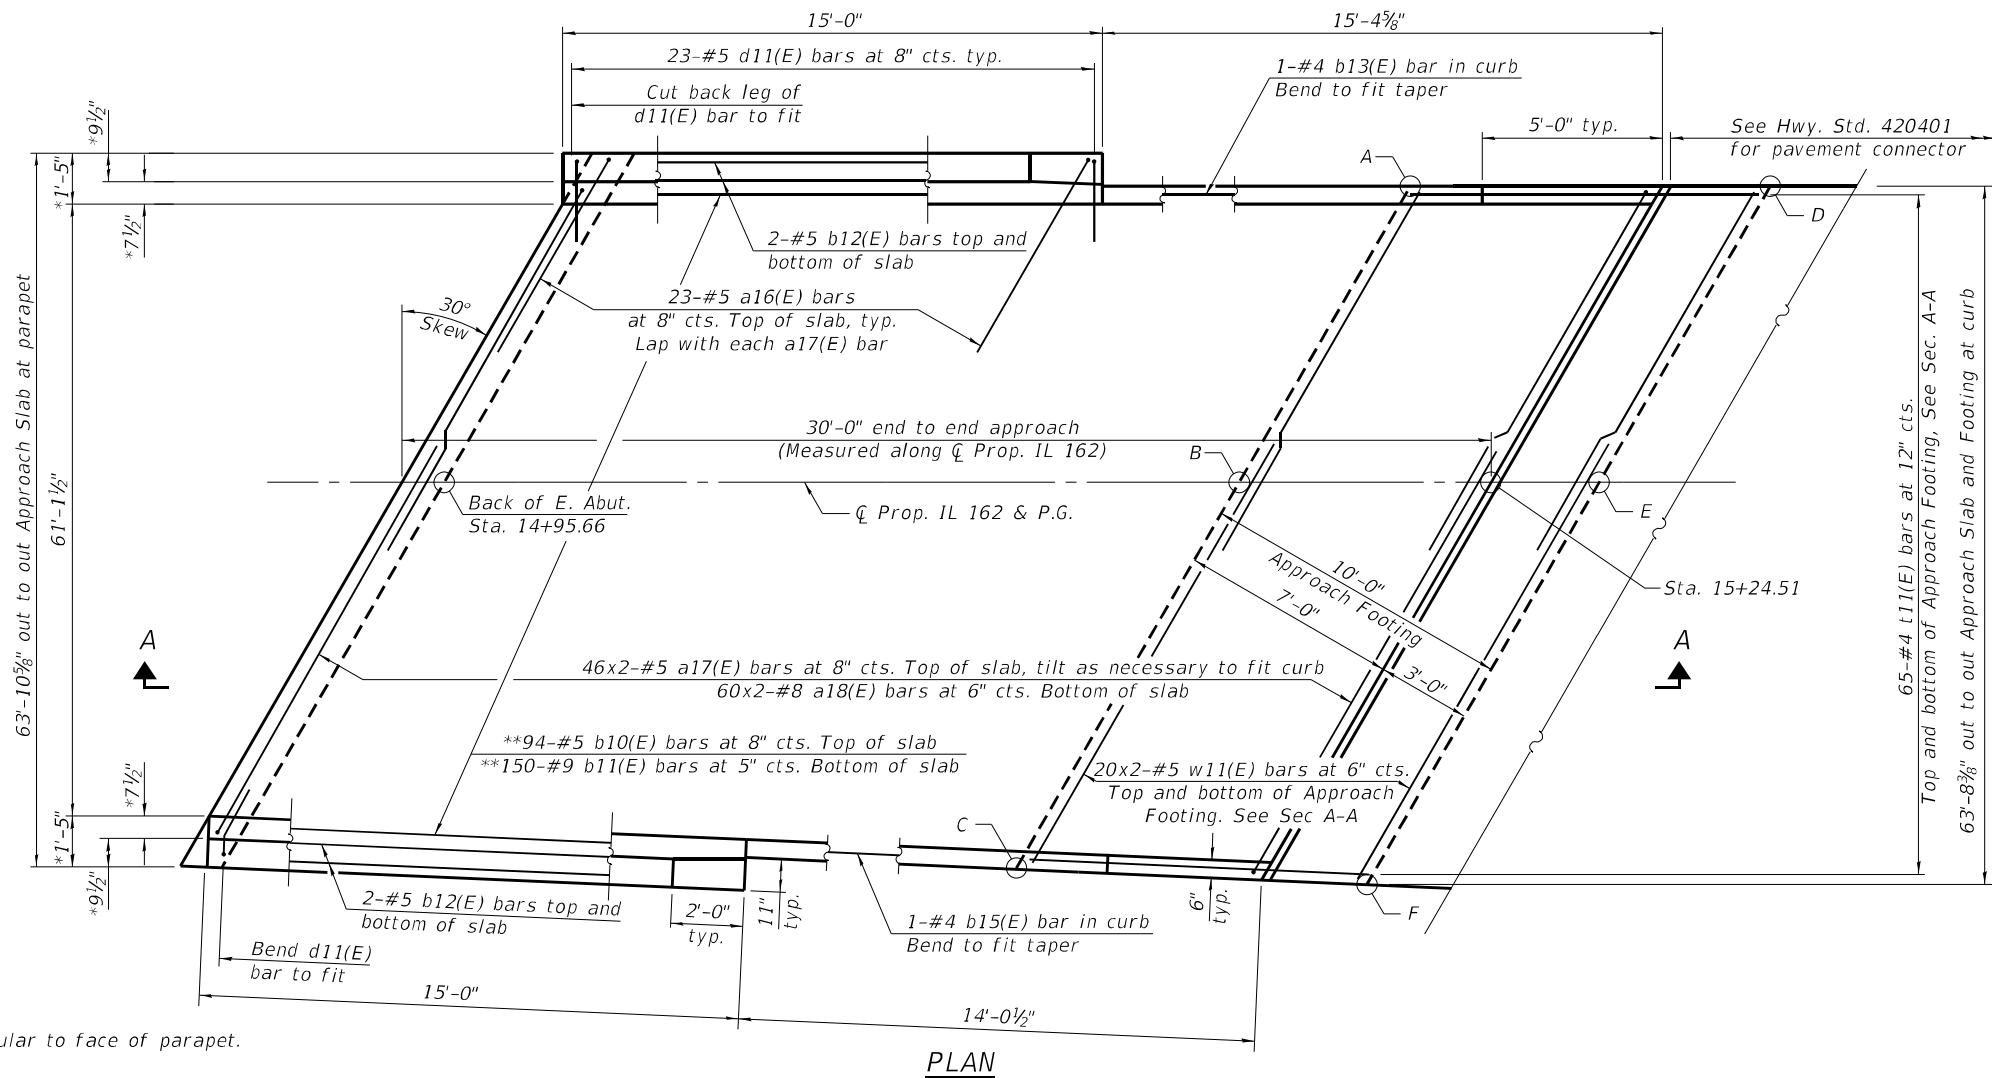 15'-0"
15'-4⅝"
23-#5 d11(E) bars at 8" cts. typ.
1-#4 b13(E) bar in curb
Bend to fit taper
Cut back leg of
d11(E) bar to fit
*9½"
5'-0" typ.
See Hwy. Std. 420401
for pavement connector
A
*1'-5"
D
*7½"
2-#5 b12(E) bars top and
bottom of slab
30°
Skew
23-#5 a16(E) bars
at 8" cts. Top of slab, typ.
Lap with each a17(E) bar
63'-10⅝" out to out Approach Slab at parapet
61'-1½"
30'-0" end to end approach
(Measured along ℄ Prop. IL 162)
B
Back of E. Abut.
Sta. 14+95.66
℄ Prop. IL 162 & P.G.
E
10'-0"
Approach Footing
7'-0"
3'-0"
Sta. 15+24.51
65-#4 t11(E) bars at 12" cts.
Top and bottom of Approach Footing, See Sec. A-A
63'-8⅜" out to out Approach Slab and Footing at curb
A
A
46x2-#5 a17(E) bars at 8" cts. Top of slab, tilt as necessary to fit curb
60x2-#8 a18(E) bars at 6" cts. Bottom of slab
**94-#5 b10(E) bars at 8" cts. Top of slab
**150-#9 b11(E) bars at 5" cts. Bottom of slab
20x2-#5 w11(E) bars at 6" cts.
Top and bottom of Approach
Footing. See Sec A-A
*7½"
*1'-5"
*9½"
C
2-#5 b12(E) bars top and
bottom of slab
2'-0"
typ.
11"
typ.
1-#4 b15(E) bar in curb
Bend to fit taper
6"
typ.
F
Bend d11(E)
bar to fit
15'-0"
14'-0½"
ular to face of parapet.
PLAN